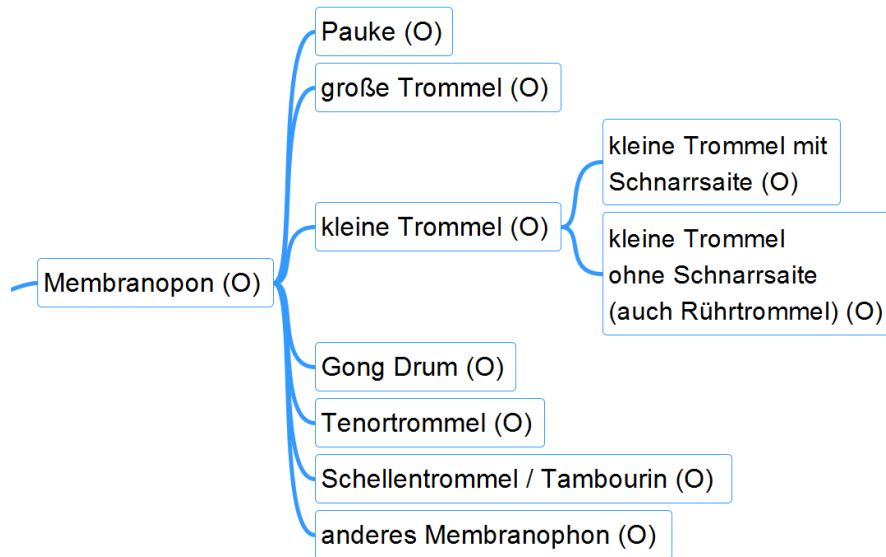 Pauke (O)
große Trommel (O)
kleine Trommel mit
Schnarrsaite (O)
kleine Trommel (O)
kleine Trommel
ohne Schnarrsaite
(auch Rührtrommel) (O)
Membranopon (O)
Gong Drum (O)
Tenortrommel (O)
Schellentrommel / Tambourin (O)
anderes Membranophon (O)